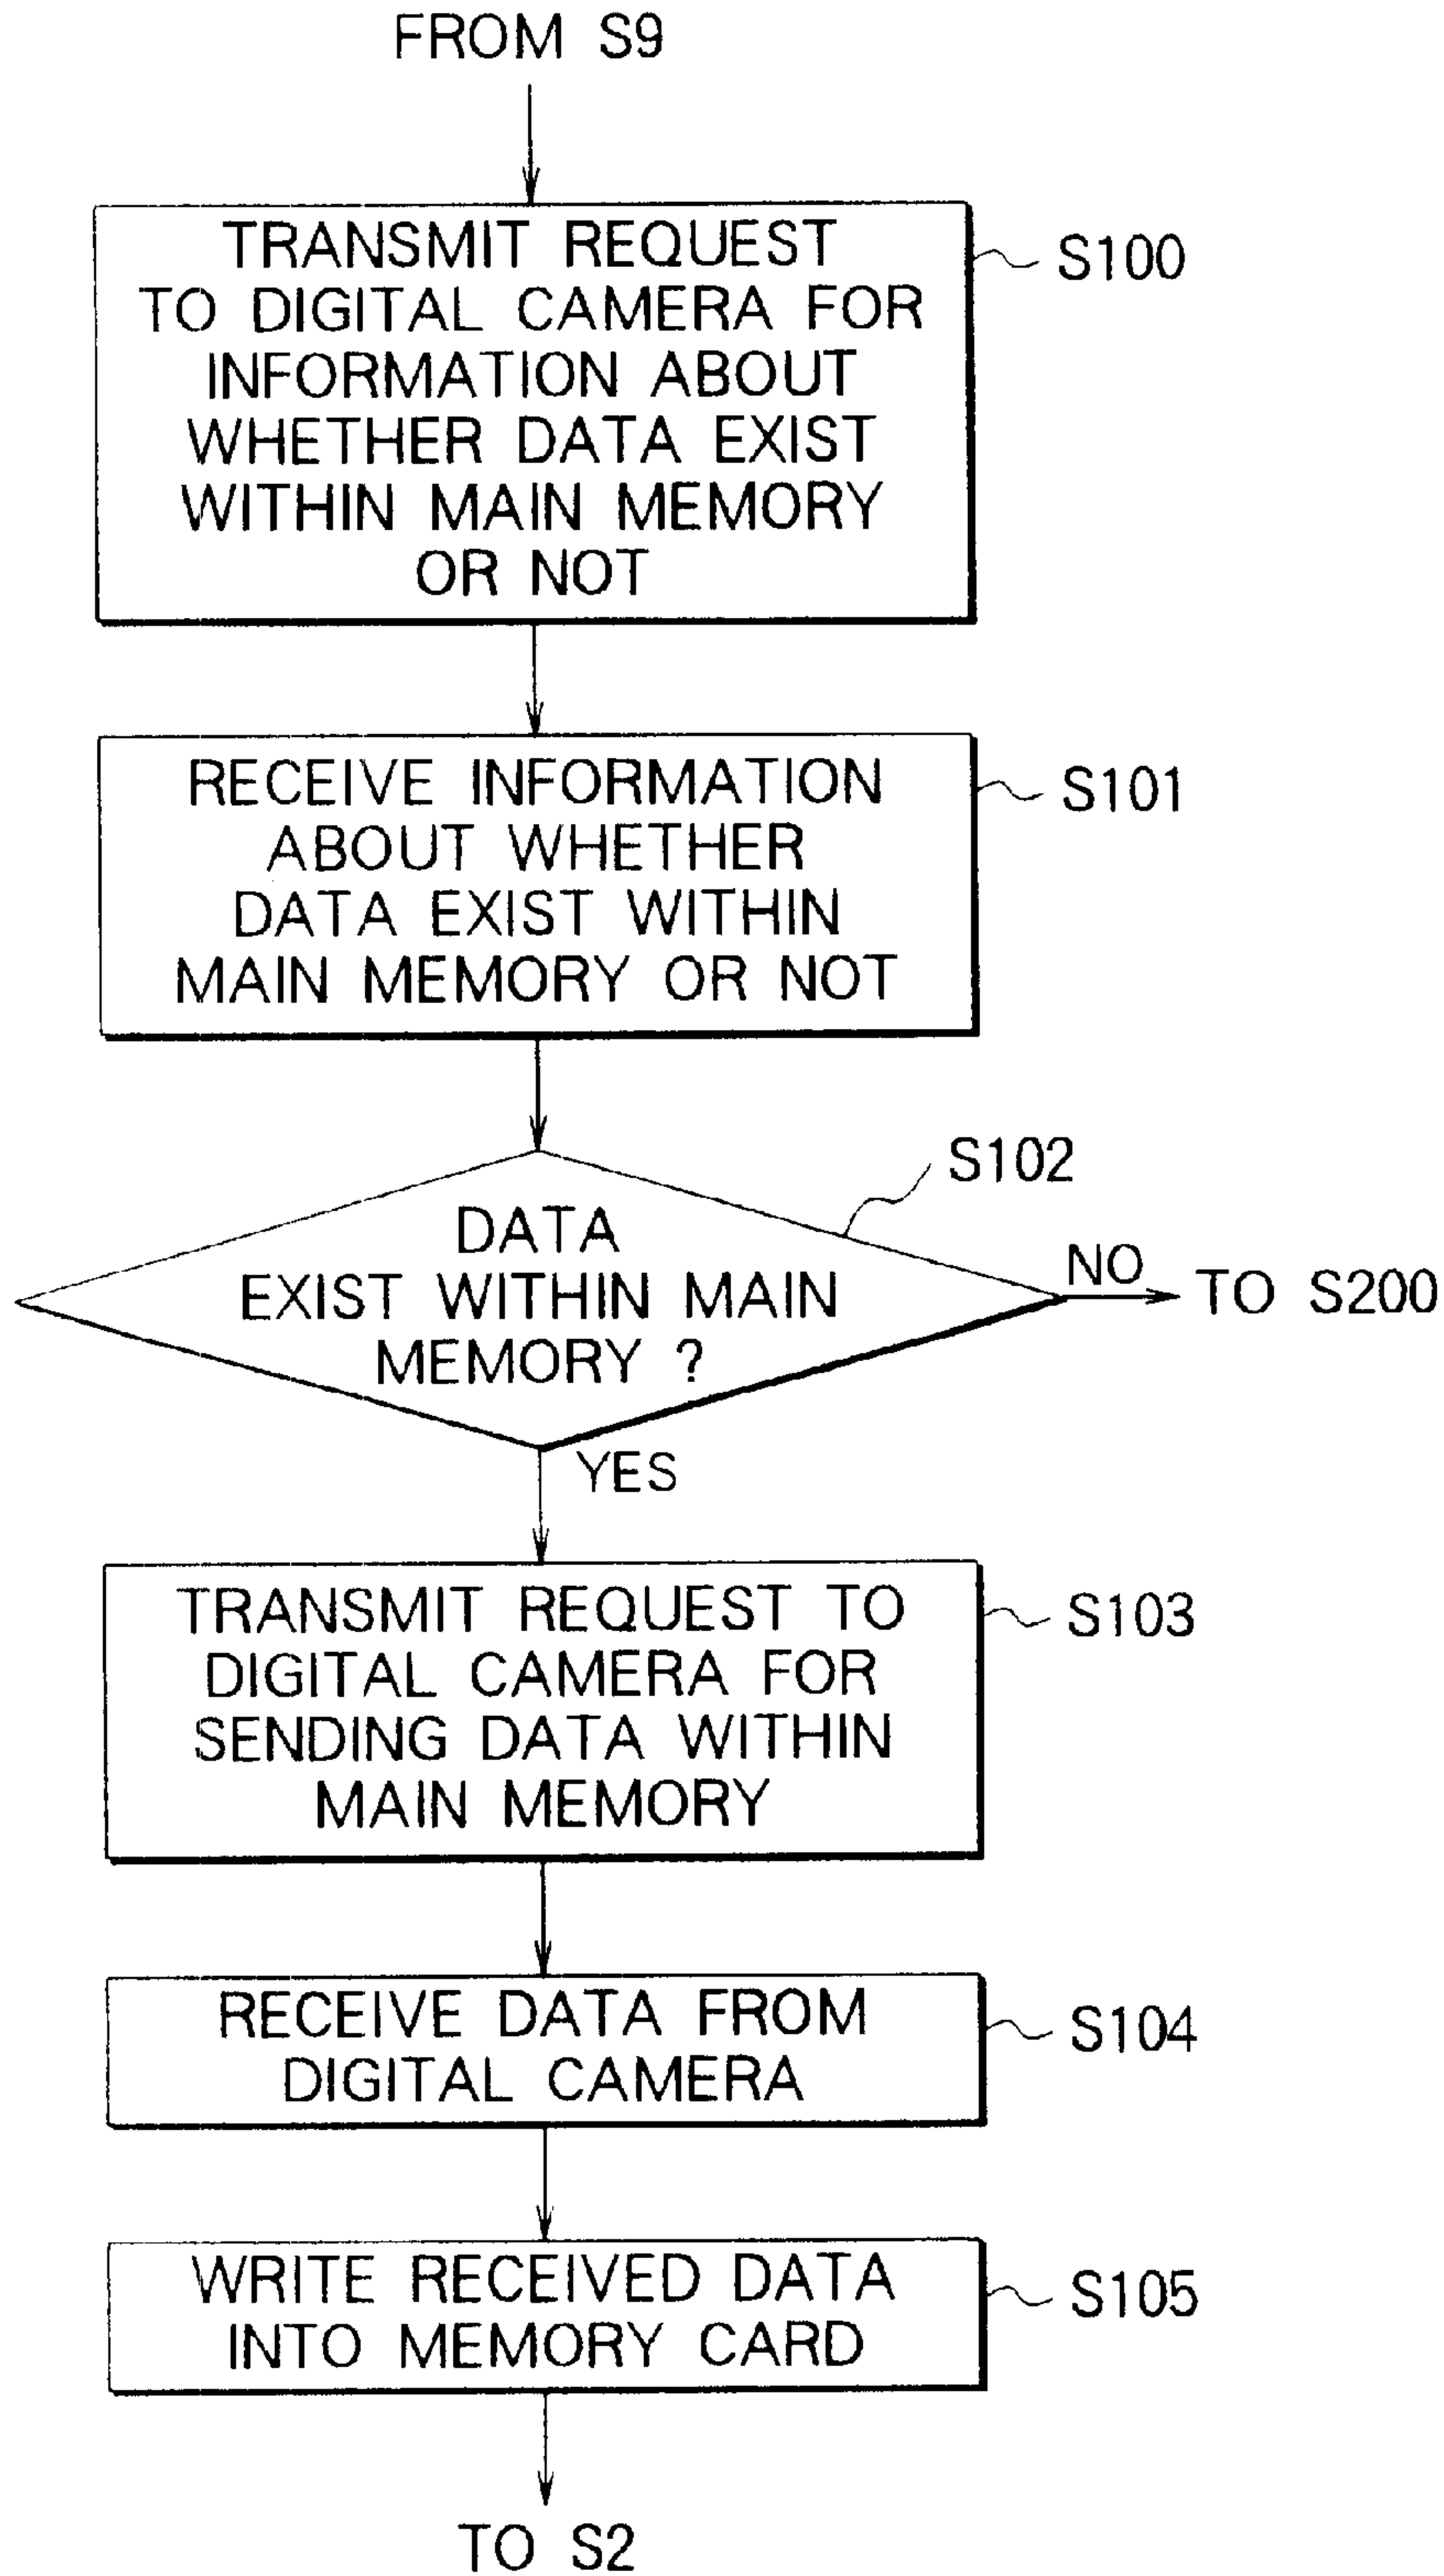 FROM S9
TRANSMIT REQUEST
TO DIGITAL CAMERA FOR
INFORMATION ABOUT
WHETHER DATA EXIST
WITHIN MAIN MEMORY
OR NOT
S100
RECEIVE INFORMATION
ABOUT WHETHER
DATA EXIST WITHIN
MAIN MEMORY OR NOT
S101
S102
DATA
EXIST WITHIN MAIN
MEMORY ?
NO
TO S200
YES
TRANSMIT REQUEST TO
DIGITAL CAMERA FOR
SENDING DATA WITHIN
MAIN MEMORY
S103
RECEIVE DATA FROM
DIGITAL CAMERA
S104
WRITE RECEIVED DATA
INTO MEMORY CARD
S105
TO S2